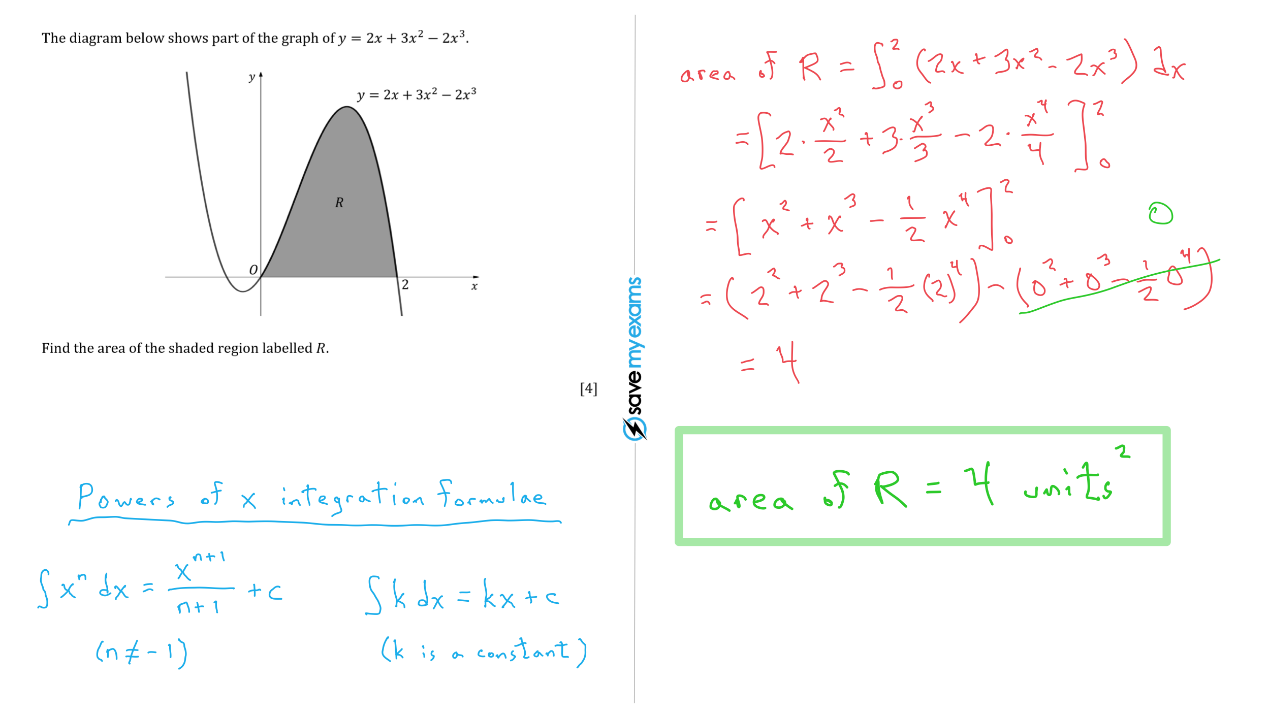 The diagram below shows part of the graph of y = 2x + 3x² − 2x³.
y
y = 2x + 3x² − 2x³
R
O
2
x
Find the area of the shaded region labelled R.
[4]
Powers of x integration formulae
∫ xⁿ dx = xⁿ⁺¹/(n+1) + c
(n ≠ −1)
∫ k dx = kx + c
(k is a constant)
save my exams
area of R = ∫₀² (2x + 3x² − 2x³) dx
= [2 · x²/2 + 3 · x³/3 − 2 · x⁴/4]₀²
= [x² + x³ − 1/2 x⁴]₀²
0
= (2² + 2³ − 1/2 (2)⁴) − (0² + 0³ − 1/2 0⁴)
= 4
area of R = 4 units²